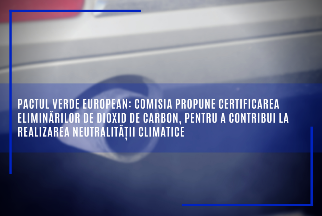 PACTUL VERDE EUROPEAN: COMISIA PROPUNE CERTIFICAREA
ELIMINĂRILOR DE DIOXID DE CARBON, PENTRU A CONTRIBUI LA
REALIZAREA NEUTRALITĂȚII CLIMATICE